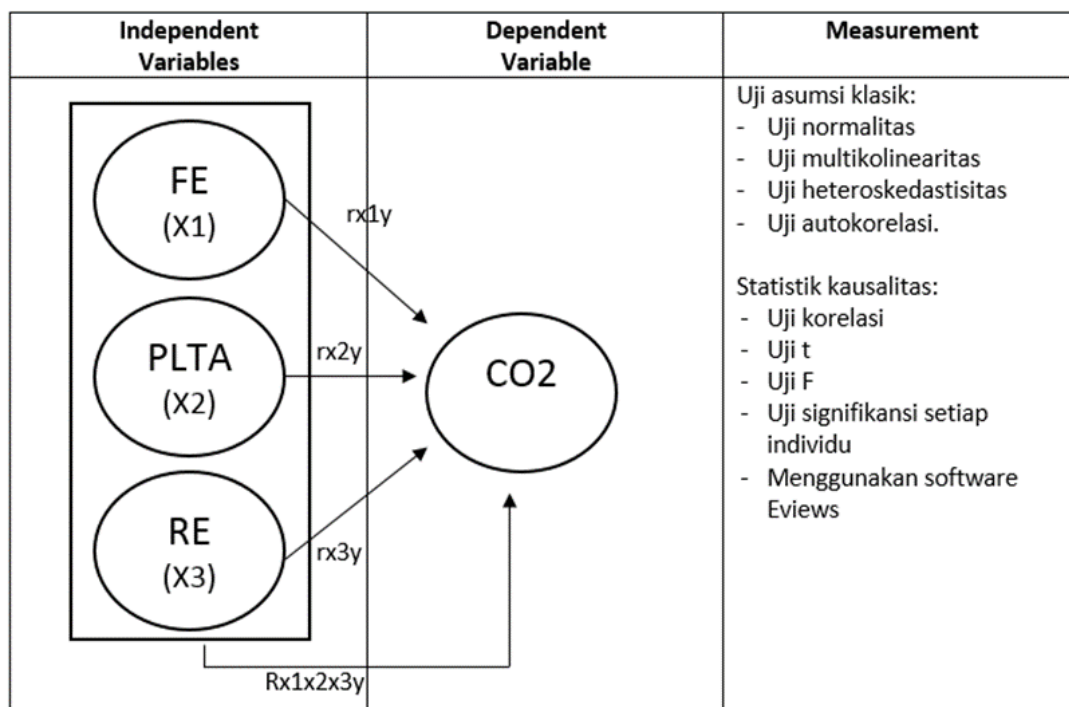 Independent
Variables
Dependent
Variable
Measurement
FE
(X1)
PLTA
(X2)
RE
(X3)
rx1y
rx2y
rx3y
Rx1x2x3y
CO2
Uji asumsi klasik:
- Uji normalitas
- Uji multikolinearitas
- Uji heteroskedastisitas
- Uji autokorelasi.
Statistik kausalitas:
- Uji korelasi
- Uji t
- Uji F
- Uji signifikansi setiap
individu
- Menggunakan software
Eviews